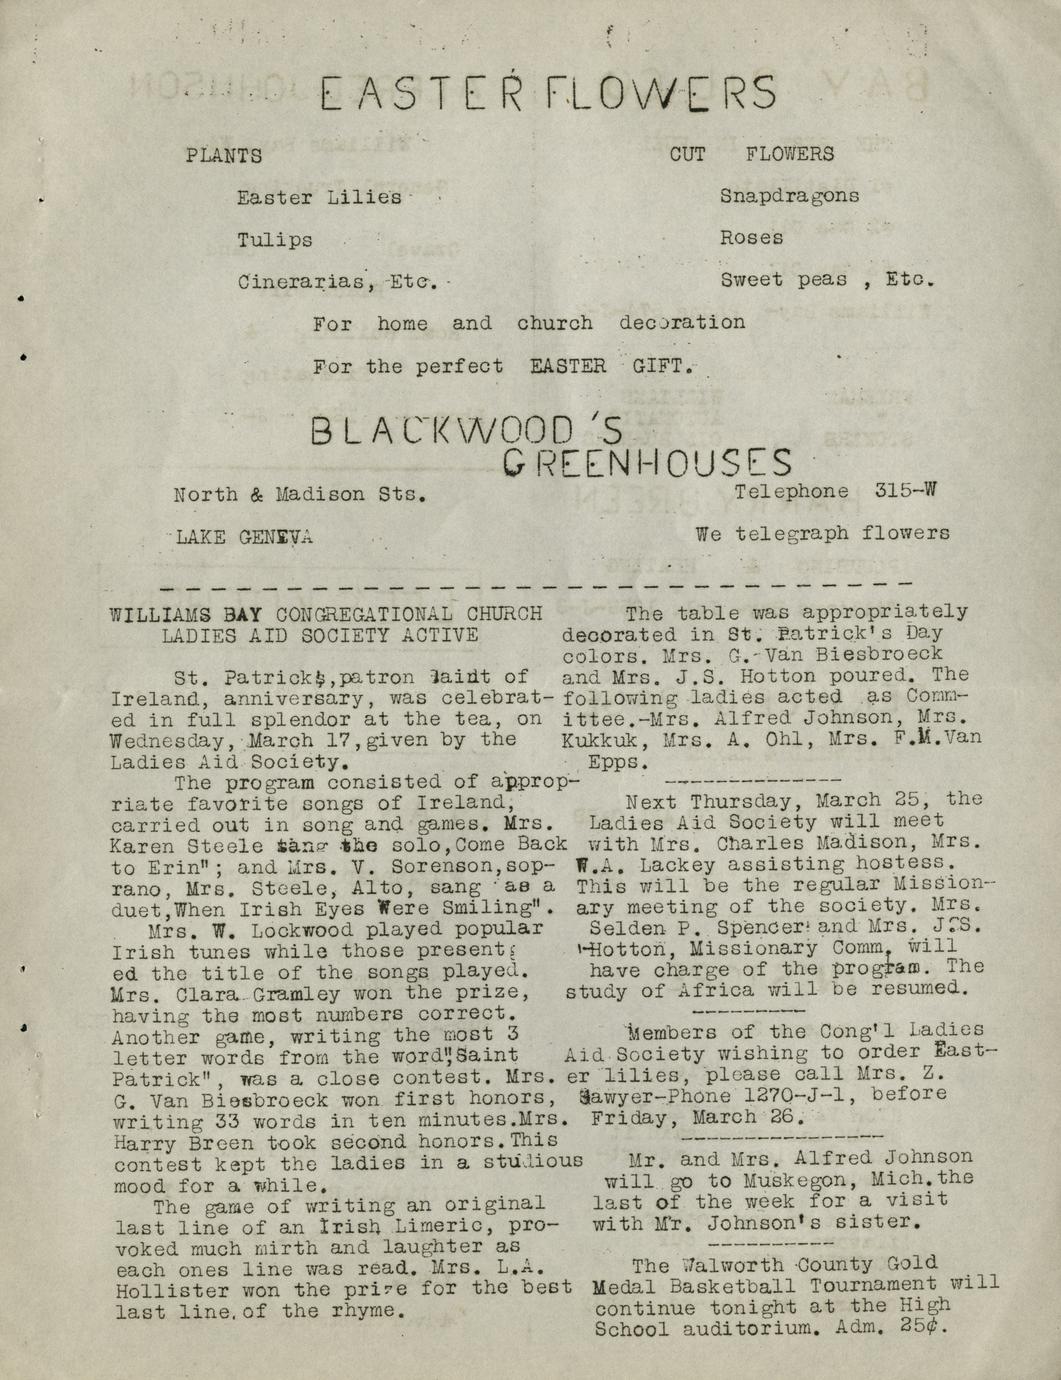 EASTER FLOWERS
PLANTS
Easter Lilies
Tulips
Cinerarias, Etc.
CUT FLOWERS
Snapdragons
Roses
Sweet peas , Etc.
For home and church decoration
For the perfect EASTER GIFT.
BLACKWOOD'S
GREENHOUSES
North & Madison Sts.
LAKE GENEVA
Telephone 315-W
We telegraph flowers
WILLIAMS BAY CONGREGATIONAL CHURCH
LADIES AID SOCIETY ACTIVE
St. Patrick's,patron saint of
Ireland, anniversary, was celebrat-
ed in full splendor at the tea, on
Wednesday, March 17,given by the
Ladies Aid Society.
The program consisted of approp-
riate favorite songs of Ireland,
carried out in song and games. Mrs.
Karen Steele sang the solo,Come Back
to Erin"; and Mrs. V. Sorenson,sop-
rano, Mrs. Steele, Alto, sang as a
duet,When Irish Eyes Were Smiling".
Mrs. W. Lockwood played popular
Irish tunes while those present
ed the title of the songs played.
Mrs. Clara Gramley won the prize,
having the most numbers correct.
Another game, writing the most 3
letter words from the word",Saint
Patrick", was a close contest. Mrs.
G. Van Biesbroeck won first honors,
writing 33 words in ten minutes.Mrs.
Harry Breen took second honors.This
contest kept the ladies in a studious
mood for a while.
The game of writing an original
last line of an Irish Limeric, pro-
voked much mirth and laughter as
each ones line was read. Mrs. L.A.
Hollister won the prize for the best
last line,of the rhyme.
The table was appropriately
decorated in St. Patrick's Day
colors. Mrs. G. Van Biesbroeck
and Mrs. J.S. Hotton poured. The
following ladies acted as Comm-
ittee.-Mrs. Alfred Johnson, Mrs.
Kukkuk, Mrs. A. Ohl, Mrs. F.M.Van
Epps.
Next Thursday, March 25, the
Ladies Aid Society will meet
with Mrs. Charles Madison, Mrs.
W.A. Lackey assisting hostess.
This will be the regular Mission-
ary meeting of the society. Mrs.
Selden P. Spencer and Mrs. J.S.
Hotton, Missionary Comm, will
have charge of the program. The
study of Africa will be resumed.
Members of the Cong'l Ladies
Aid Society wishing to order East-
er lilies, please call Mrs. Z.
Sawyer-Phone 1270-J-1, before
Friday, March 26.
Mr. and Mrs. Alfred Johnson
will go to Muskegon, Mich.the
last of the week for a visit
with Mr. Johnson's sister.
The Walworth County Gold
Medal Basketball Tournament will
continue tonight at the High
School auditorium. Adm. 25¢.